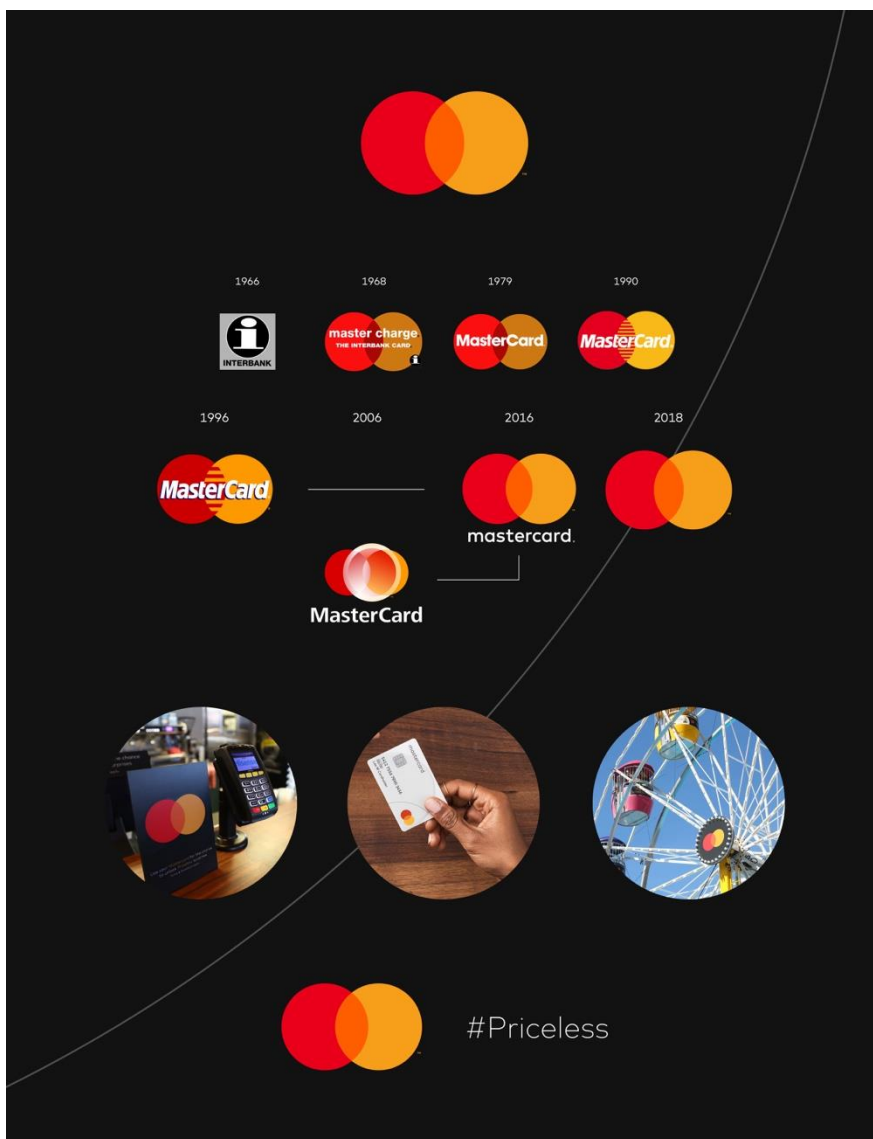 1966
1968
1979
1990
i
INTERBANK
master charge
THE INTERBANK CARD
i
MasterCard
MasterCard
1996
2006
2016
2018
MasterCard
mastercard.
MasterCard
mastercard
#Priceless